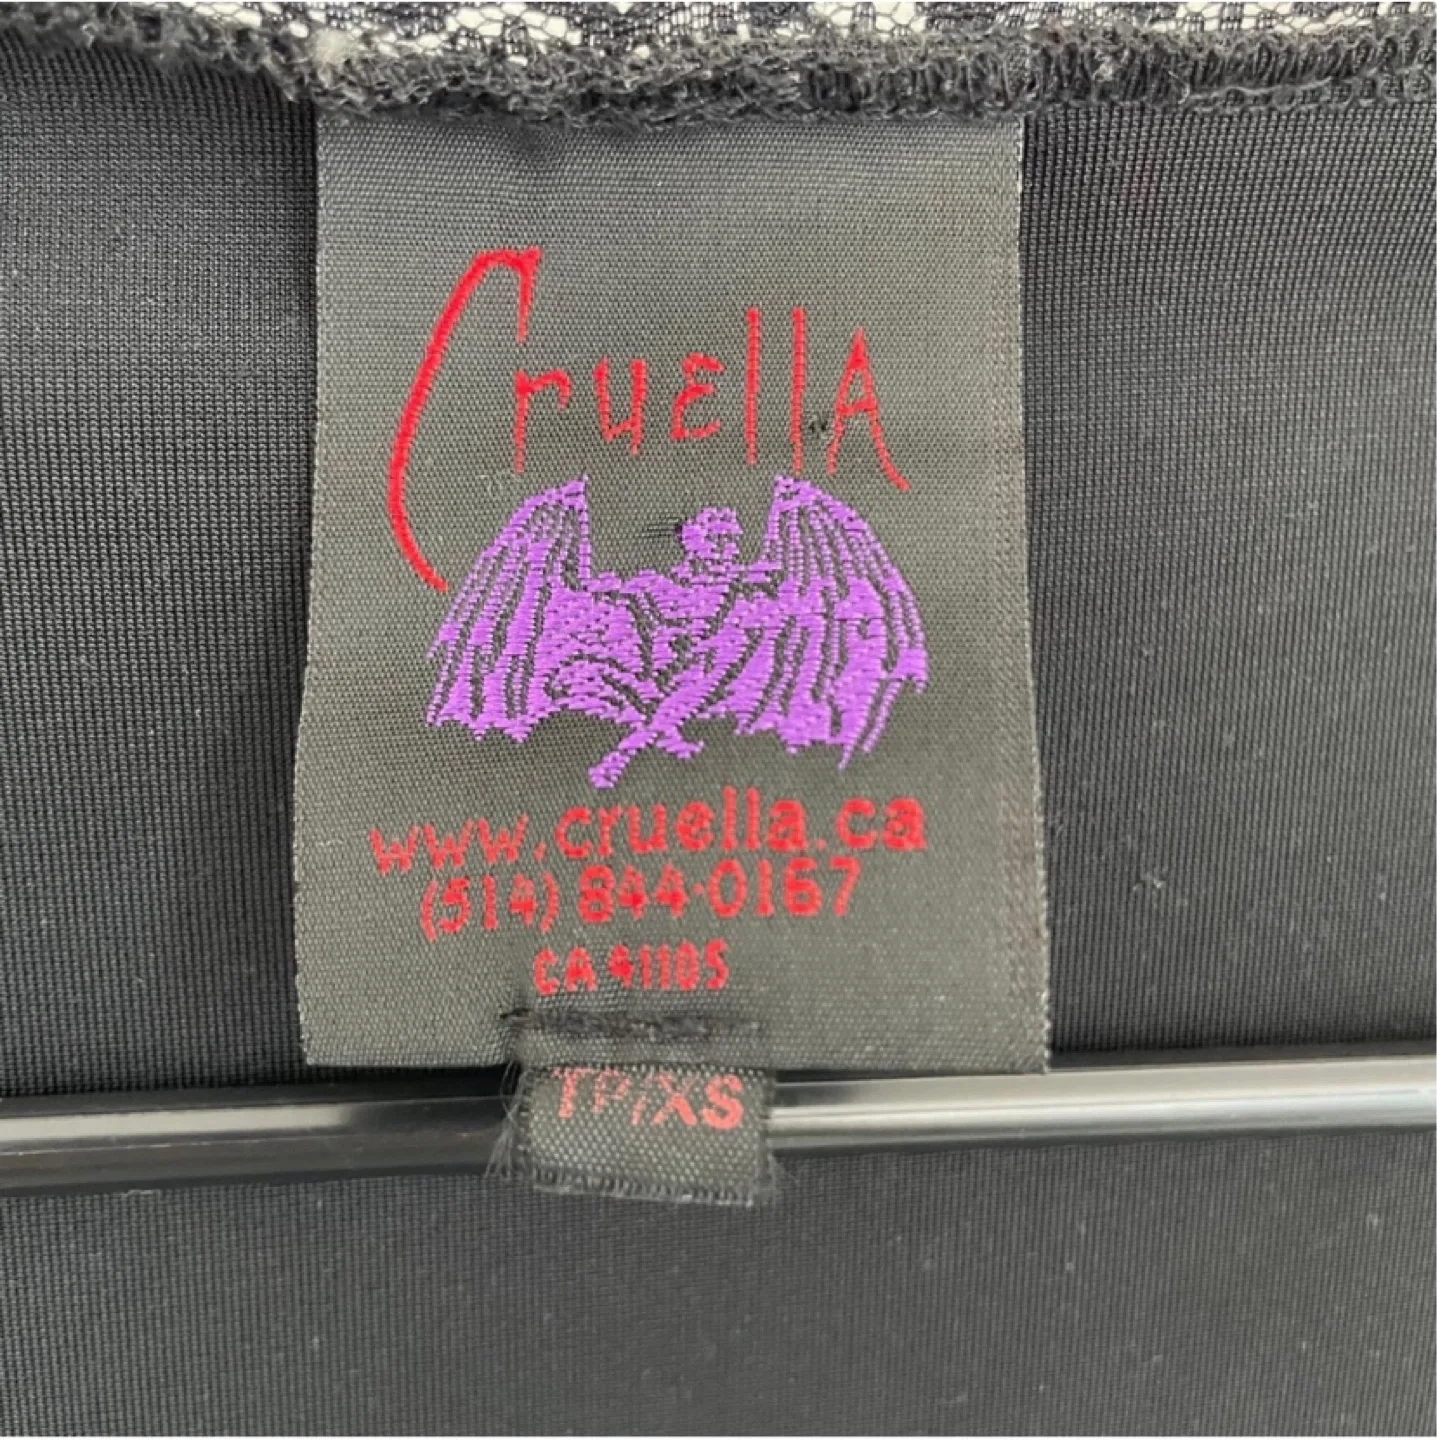 CruellA
www.cruella.ca
(514) 844-0167
CA 41105
TP/XS